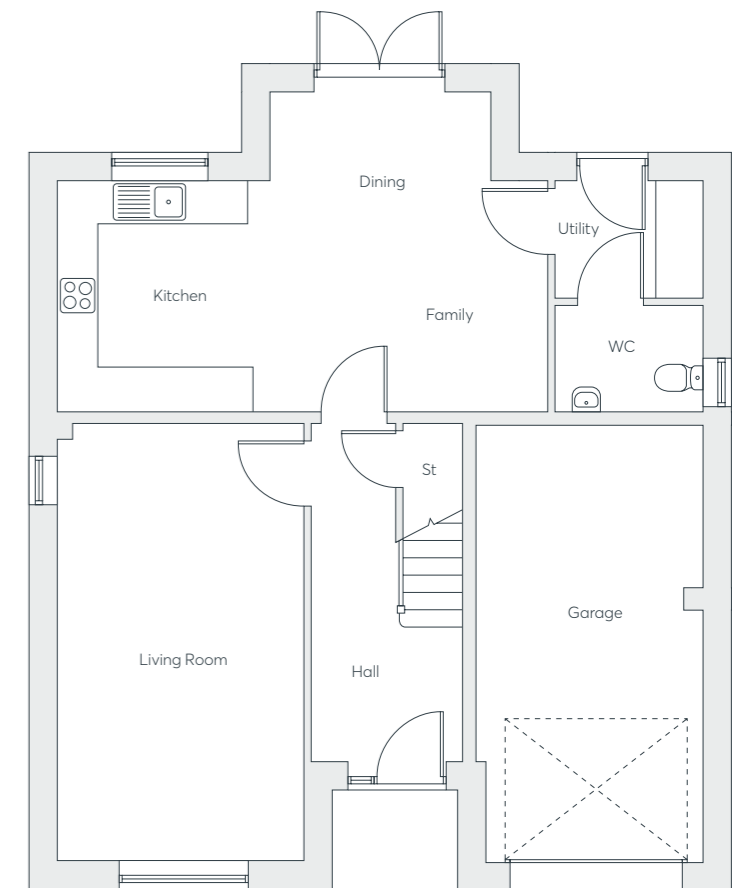 Dining
Utility
Kitchen
Family
WC
St
Garage
Living Room
Hall